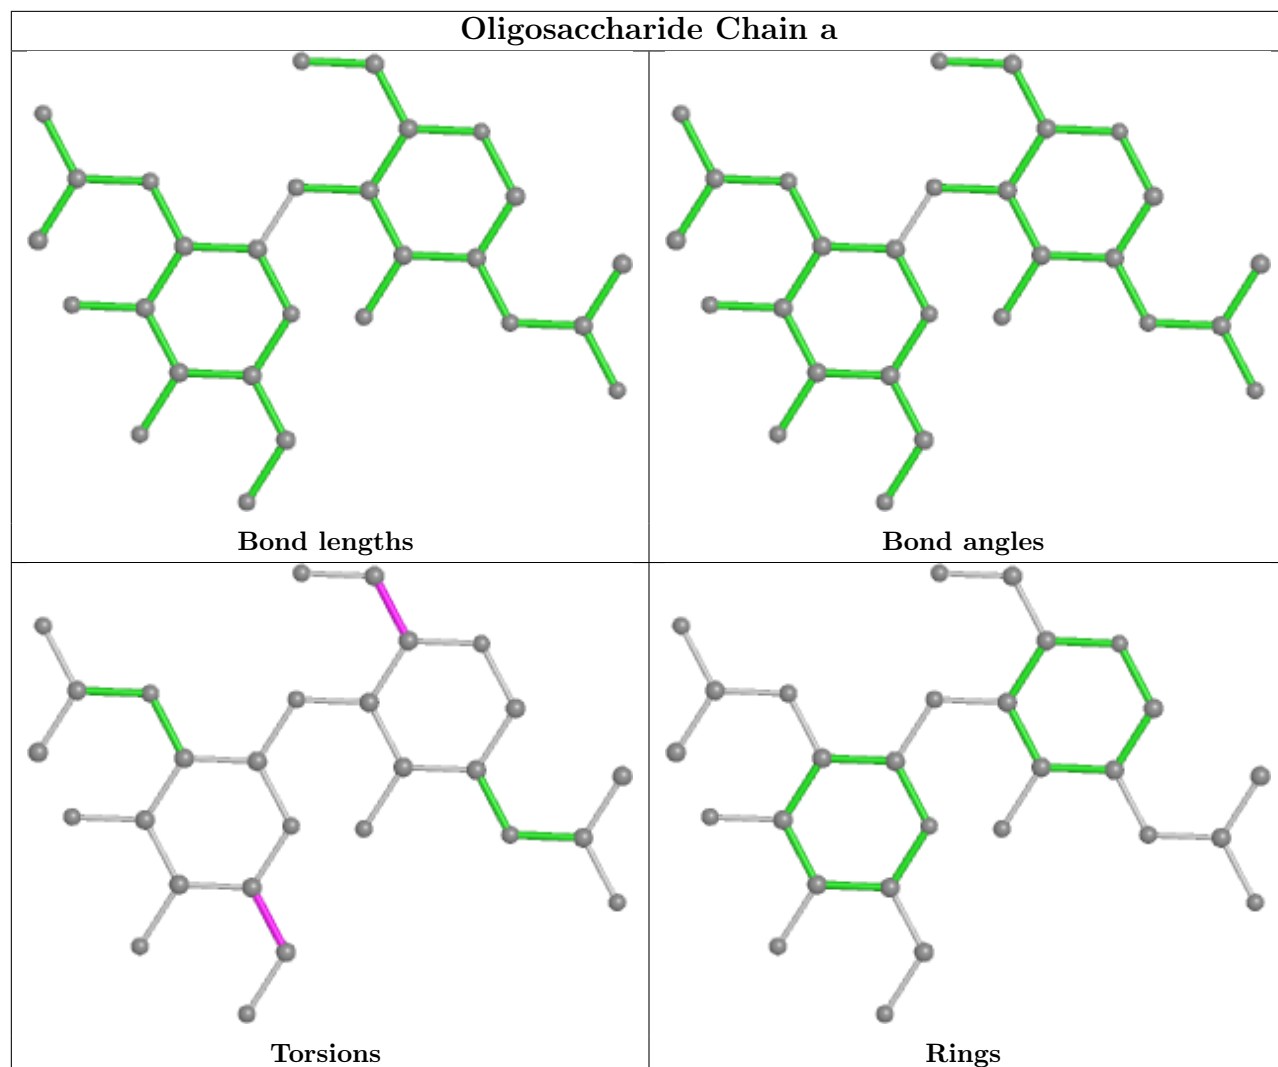 Oligosaccharide Chain a
Bond lengths
Bond angles
Torsions
Rings